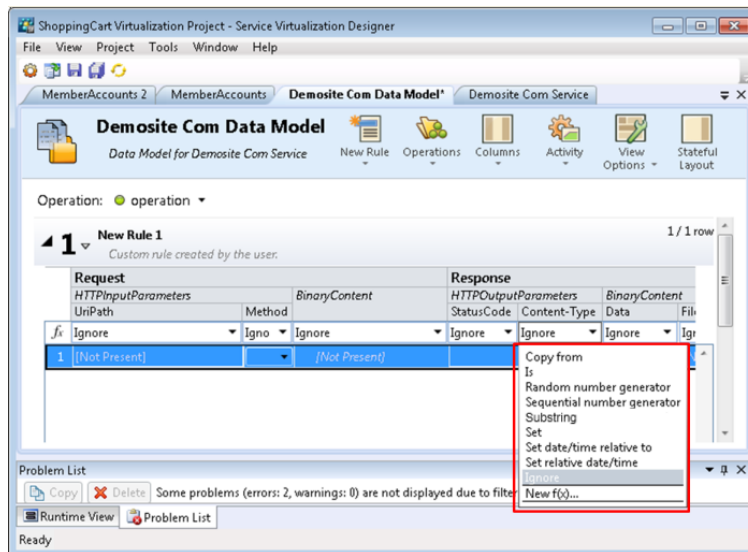 ShoppingCart Virtualization Project - Service Virtualization Designer
File View Project Tools Window Help
MemberAccounts 2 MemberAccounts Demosite Com Data Model* Demosite Com Service
Demosite Com Data Model
Data Model for Demosite Com Service
New Rule Operations Columns Activity View Options Stateful Layout
Operation: operation
1 New Rule 1 1 / 1 row
Custom rule created by the user.
Request Response
HTTPInputParameters BinaryContent HTTPOutputParameters BinaryContent
UriPath Method StatusCode Content-Type Data Fil
fx Ignore Igno Ignore Ignore Ignore Ignore Igr
1 [Not Present] [Not Present]
Copy from
Is
Random number generator
Sequential number generator
Substring
Set
Set date/time relative to
Set relative date/time
Ignore
New f(x)...
Problem List
Copy Delete Some problems (errors: 2, warnings: 0) are not displayed due to filter
Runtime View Problem List
Ready